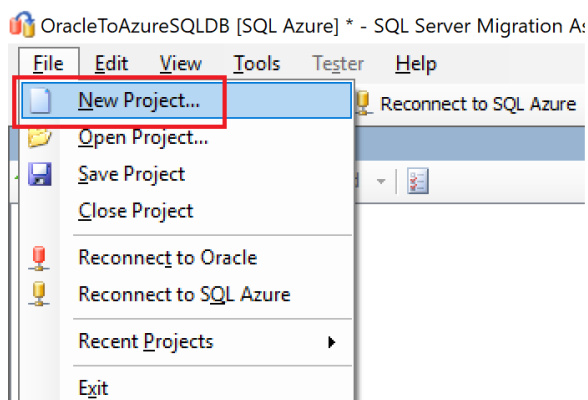 OracleToAzureSQLDB [SQL Azure] * - SQL Server Migration As
File Edit View Tools Tester Help
New Project... Reconnect to SQL Azure
Open Project...
Save Project
Close Project
Reconnect to Oracle
Reconnect to SQL Azure
Recent Projects
Exit